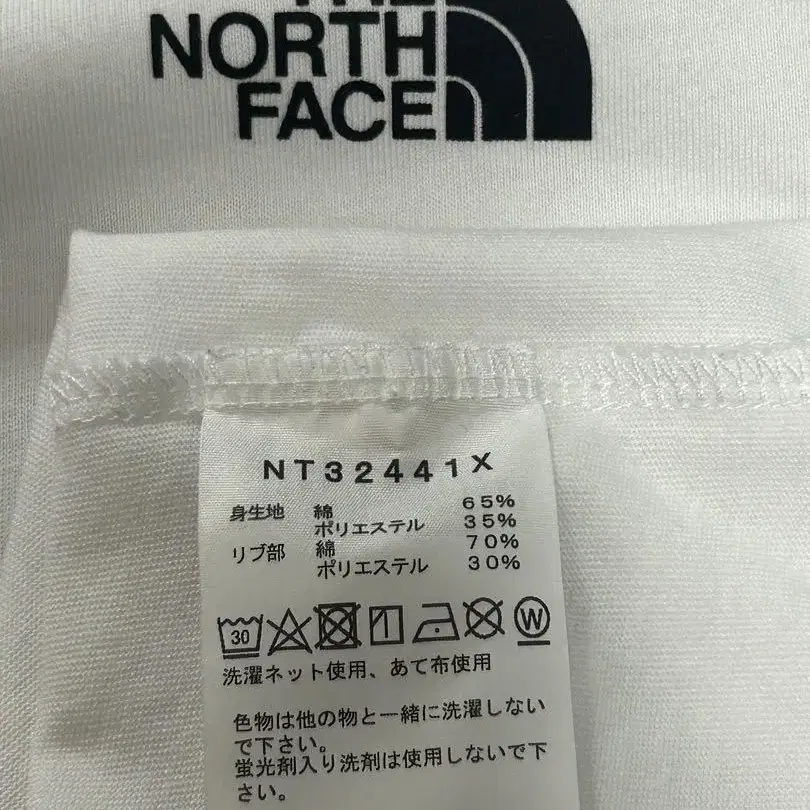 THE
NORTH
FACE
NT32441X
身生地 綿 65%
ポリエステル 35%
リブ部 綿 70%
ポリエステル 30%
30 W
洗濯ネット使用、あて布使用
色物は他の物と一緒に洗濯しない
で下さい。
蛍光剤入り洗剤は使用しないで下
さい。